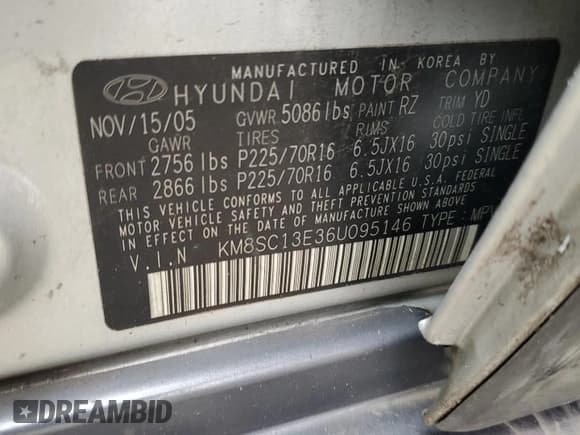 MANUFACTURED IN KOREA BY
HYUNDAI MOTOR COMPANY
NOV/15/05 GVWR 5086lbs PAINT RZ TRIM YD
GAWR TIRES RIMS COLD TIRE INFL.
FRONT 2756 lbs P225/70R16 6.5JX16 30psi SINGLE
REAR 2866 lbs P225/70R16 6.5JX16 30psi SINGLE
THIS VEHICLE CONFORMS TO ALL APPLICABLE U.S.A. FEDERAL
MOTOR VEHICLE SAFETY AND THEFT PREVENTION STANDARDS
IN EFFECT ON THE DATE OF MANUFACTURE SHOWN ABOVE.
V.I.N KM8SC13E36U095146 TYPE : MPV
DREAMBID